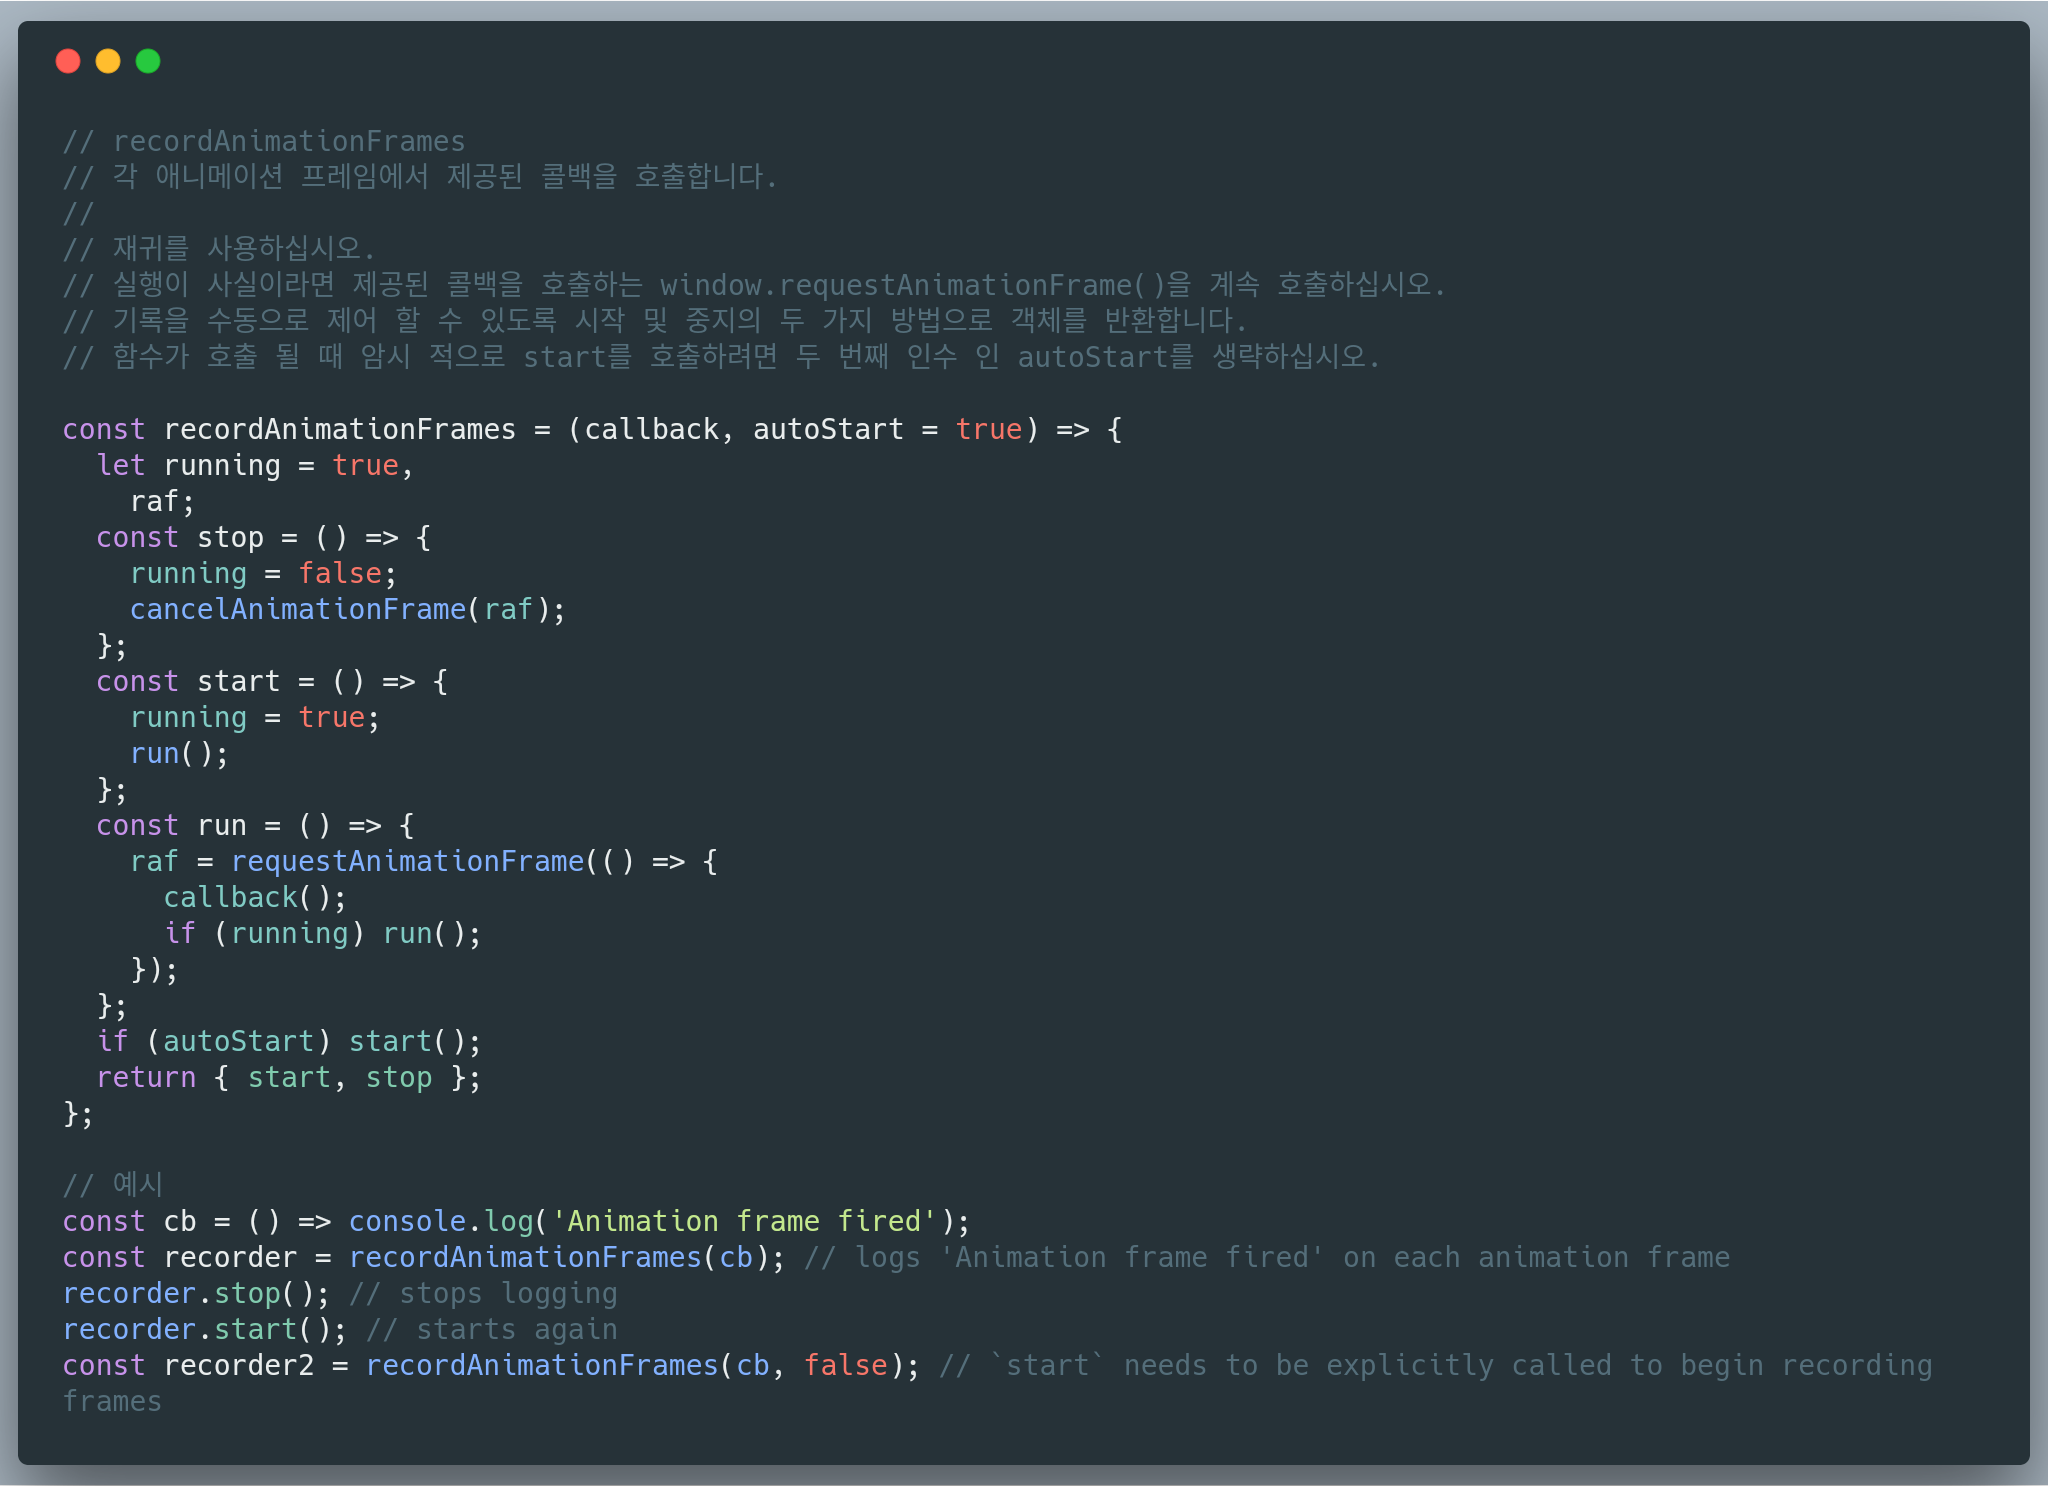 // recordAnimationFrames
// 각 애니메이션 프레임에서 제공된 콜백을 호출합니다.
//
// 재귀를 사용하십시오.
// 실행이 사실이라면 제공된 콜백을 호출하는 window.requestAnimationFrame()을 계속 호출하십시오.
// 기록을 수동으로 제어 할 수 있도록 시작 및 중지의 두 가지 방법으로 객체를 반환합니다.
// 함수가 호출 될 때 암시 적으로 start를 호출하려면 두 번째 인수 인 autoStart를 생략하십시오.

const recordAnimationFrames = (callback, autoStart = true) => {
  let running = true,
    raf;
  const stop = () => {
    running = false;
    cancelAnimationFrame(raf);
  };
  const start = () => {
    running = true;
    run();
  };
  const run = () => {
    raf = requestAnimationFrame(() => {
      callback();
      if (running) run();
    });
  };
  if (autoStart) start();
  return { start, stop };
};

// 예시
const cb = () => console.log('Animation frame fired');
const recorder = recordAnimationFrames(cb); // logs 'Animation frame fired' on each animation frame
recorder.stop(); // stops logging
recorder.start(); // starts again
const recorder2 = recordAnimationFrames(cb, false); // `start` needs to be explicitly called to begin recording
frames